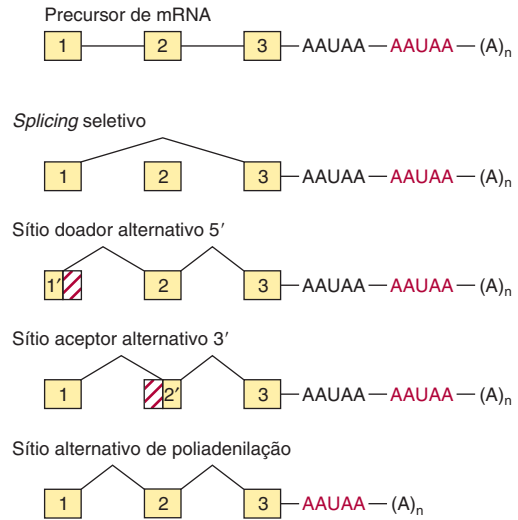 Precursor de mRNA
1 2 3 AAUAA AAUAA (A)n
Splicing seletivo
1 2 3 AAUAA AAUAA (A)n
Sítio doador alternativo 5′
1′ 2 3 AAUAA AAUAA (A)n
Sítio aceptor alternativo 3′
1 2′ 3 AAUAA AAUAA (A)n
Sítio alternativo de poliadenilação
1 2 3 AAUAA (A)n